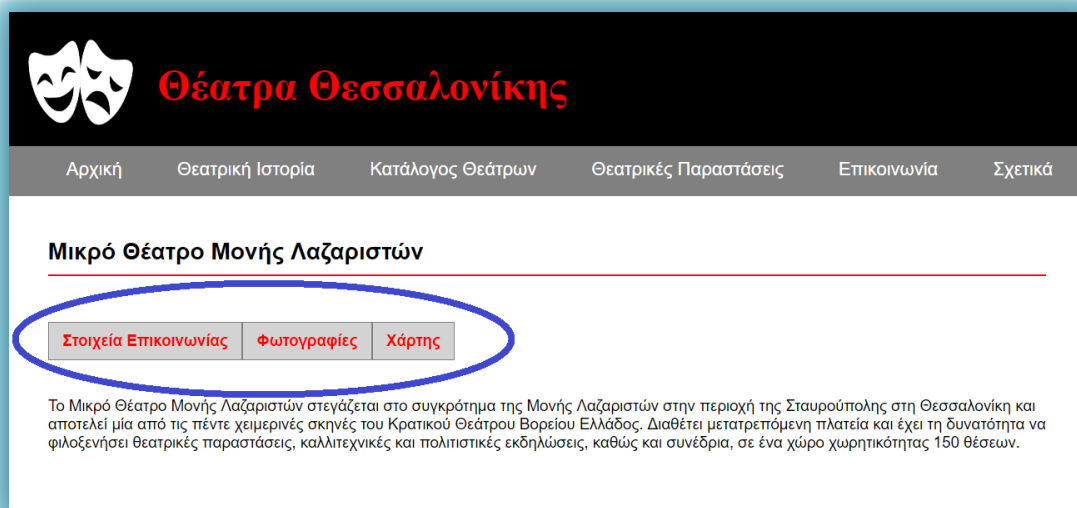 Θέατρα Θεσσαλονίκης
Αρχική Θεατρική Ιστορία Κατάλογος Θεάτρων Θεατρικές Παραστάσεις Επικοινωνία Σχετικά
Μικρό Θέατρο Μονής Λαζαριστών
Στοιχεία Επικοινωνίας Φωτογραφίες Χάρτης
Το Μικρό Θέατρο Μονής Λαζαριστών στεγάζεται στο συγκρότημα της Μονής Λαζαριστών στην περιοχή της Σταυρούπολης στη Θεσσαλονίκη και
αποτελεί μία από τις πέντε χειμερινές σκηνές του Κρατικού Θεάτρου Βορείου Ελλάδος. Διαθέτει μετατρεπόμενη πλατεία και έχει τη δυνατότητα να
φιλοξενήσει θεατρικές παραστάσεις, καλλιτεχνικές και πολιτιστικές εκδηλώσεις, καθώς και συνέδρια, σε ένα χώρο χωρητικότητας 150 θέσεων.